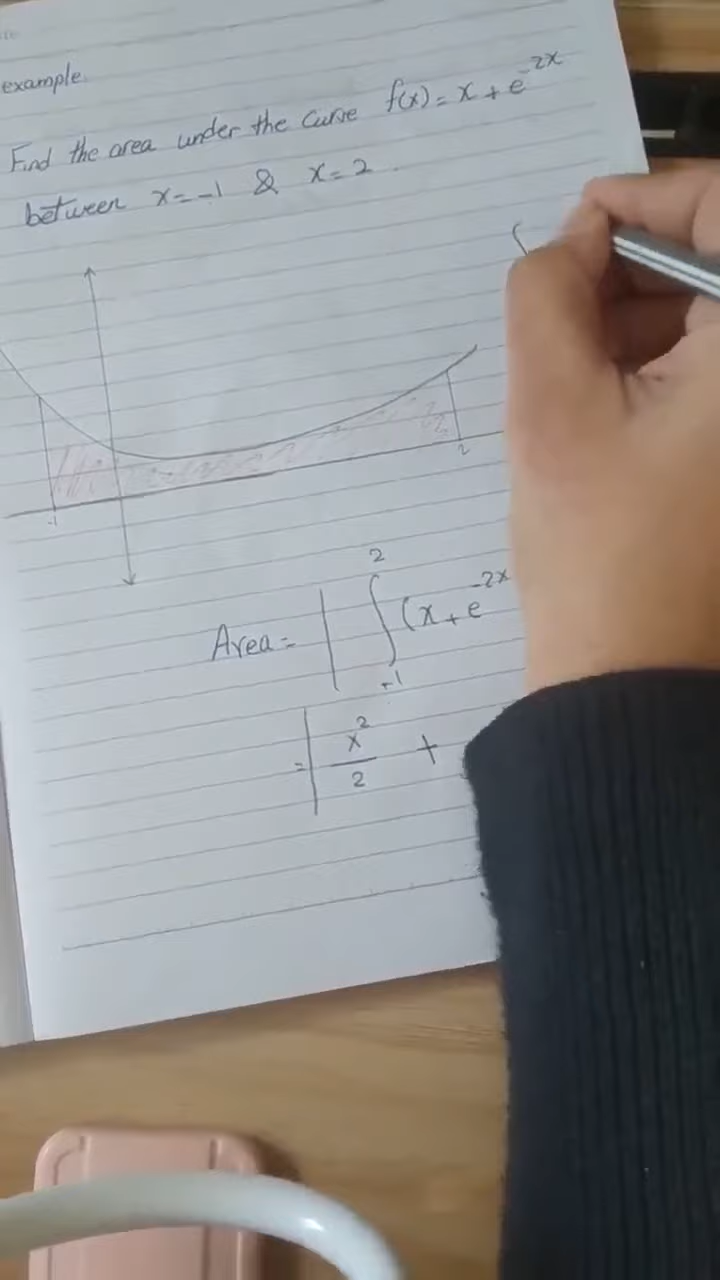 example.
Find the area under the curve f(x) = x + e^{-2x}
between x = -1 & x = 2.
-1 2
Area = | ∫_{-1}^{2} (x + e^{-2x}
= | x^2/2 +
∫